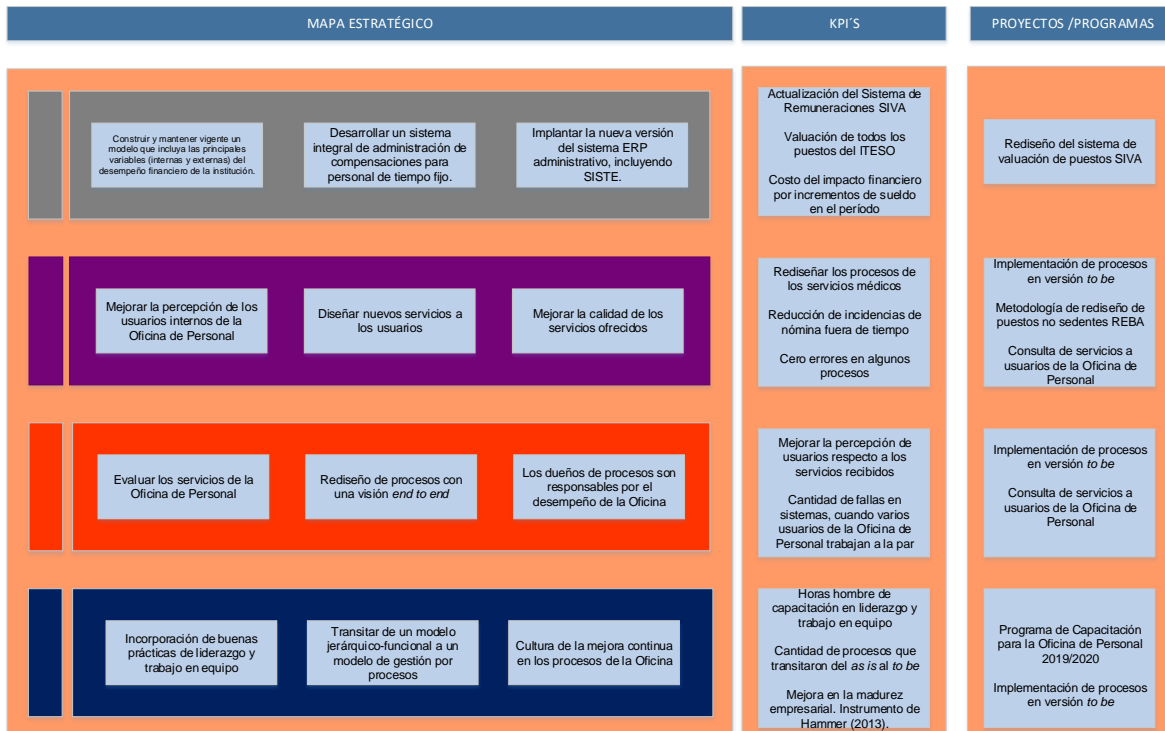 MAPA ESTRATÉGICO
KPI´S
PROYECTOS /PROGRAMAS
Construir y mantener vigente un
modelo que incluya las principales
variables (internas y externas) del
desempeño financiero de la institución.
Desarrollar un sistema
integral de administración de
compensaciones para
personal de tiempo fijo.
Implantar la nueva versión
del sistema ERP
administrativo, incluyendo
SISTE.
Actualización del Sistema de
Remuneraciones SIVA
Valuación de todos los
puestos del ITESO
Costo del impacto financiero
por incrementos de sueldo
en el período
Rediseño del sistema de
valuación de puestos SIVA
Mejorar la percepción de los
usuarios internos de la
Oficina de Personal
Diseñar nuevos servicios a
los usuarios
Mejorar la calidad de los
servicios ofrecidos
Rediseñar los procesos de
los servicios médicos
Reducción de incidencias de
nómina fuera de tiempo
Cero errores en algunos
procesos
Implementación de procesos
en versión to be
Metodología de rediseño de
puestos no sedentes REBA
Consulta de servicios a
usuarios de la Oficina de
Personal
Evaluar los servicios de la
Oficina de Personal
Rediseño de procesos con
una visión end to end
Los dueños de procesos son
responsables por el
desempeño de la Oficina
Mejorar la percepción de
usuarios respecto a los
servicios recibidos
Cantidad de fallas en
sistemas, cuando varios
usuarios de la Oficina de
Personal trabajan a la par
Implementación de procesos
en versión to be
Consulta de servicios a
usuarios de la Oficina de
Personal
Incorporación de buenas
prácticas de liderazgo y
trabajo en equipo
Transitar de un modelo
jerárquico-funcional a un
modelo de gestión por
procesos
Cultura de la mejora continua
en los procesos de la Oficina
Horas hombre de
capacitación en liderazgo y
trabajo en equipo
Cantidad de procesos que
transitaron del as is al to be
Mejora en la madurez
empresarial. Instrumento de
Hammer (2013).
Programa de Capacitación
para la Oficina de Personal
2019/2020
Implementación de procesos
en versión to be